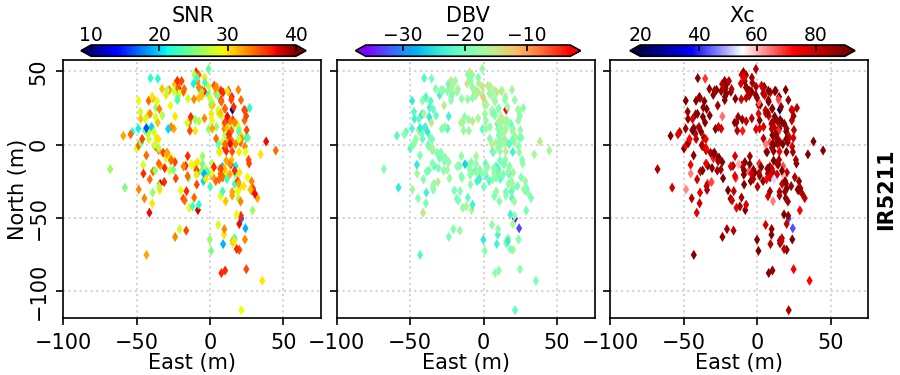 SNR DBV Xc
10 20 30 40 −30 −20 −10 20 40 60 80
50
0
−50
−100
North (m)
−100 −50 0 50 −100 −50 0 50 −100 −50 0 50
East (m) East (m) East (m)
IR5211